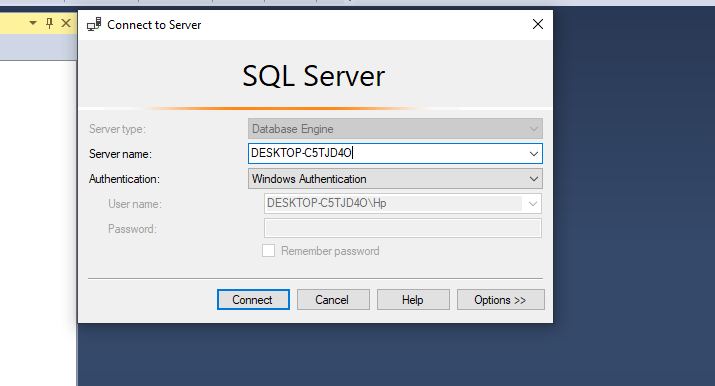 Connect to Server
SQL Server
Server type: Database Engine
Server name: DESKTOP-C5TJD4O
Authentication: Windows Authentication
User name: DESKTOP-C5TJD4O\Hp
Password:
Remember password
Connect Cancel Help Options >>